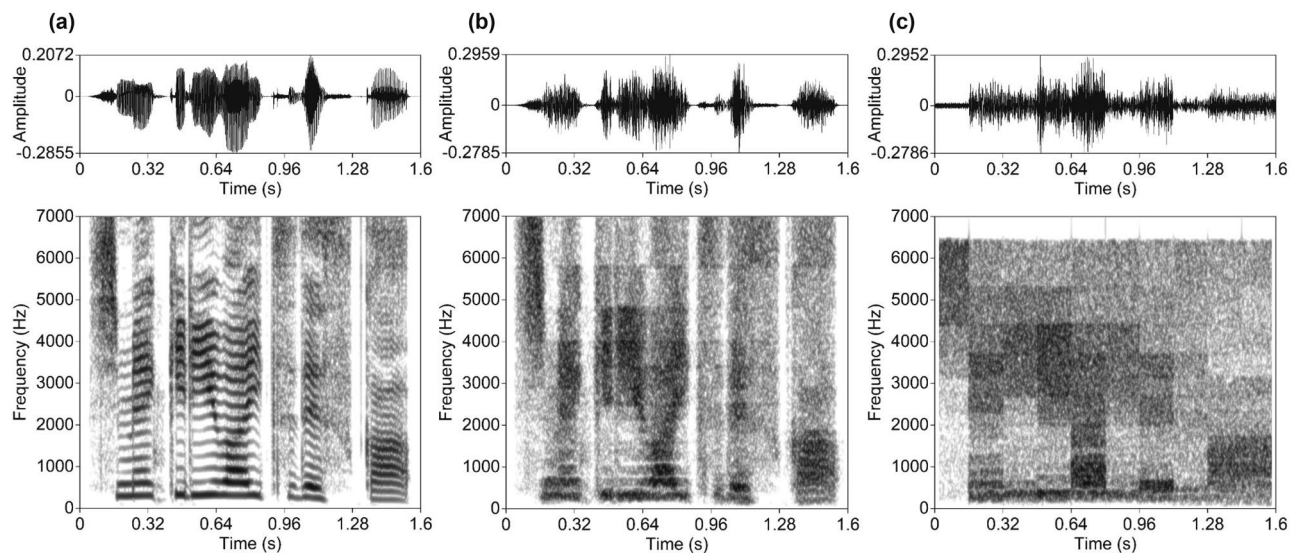 (a) (b) (c)
0.2072 0.2959 0.2952
Amplitude Amplitude Amplitude
0 0 0
-0.2855 -0.2785 -0.2786
0 0.32 0.64 0.96 1.28 1.6 0 0.32 0.64 0.96 1.28 1.6 0 0.32 0.64 0.96 1.28 1.6
Time (s) Time (s) Time (s)
7000 7000 7000
6000 6000 6000
5000 5000 5000
4000 4000 4000
Frequency (Hz) Frequency (Hz) Frequency (Hz)
3000 3000 3000
2000 2000 2000
1000 1000 1000
0 0 0
0 0.32 0.64 0.96 1.28 1.6 0 0.32 0.64 0.96 1.28 1.6 0 0.32 0.64 0.96 1.28 1.6
Time (s) Time (s) Time (s)